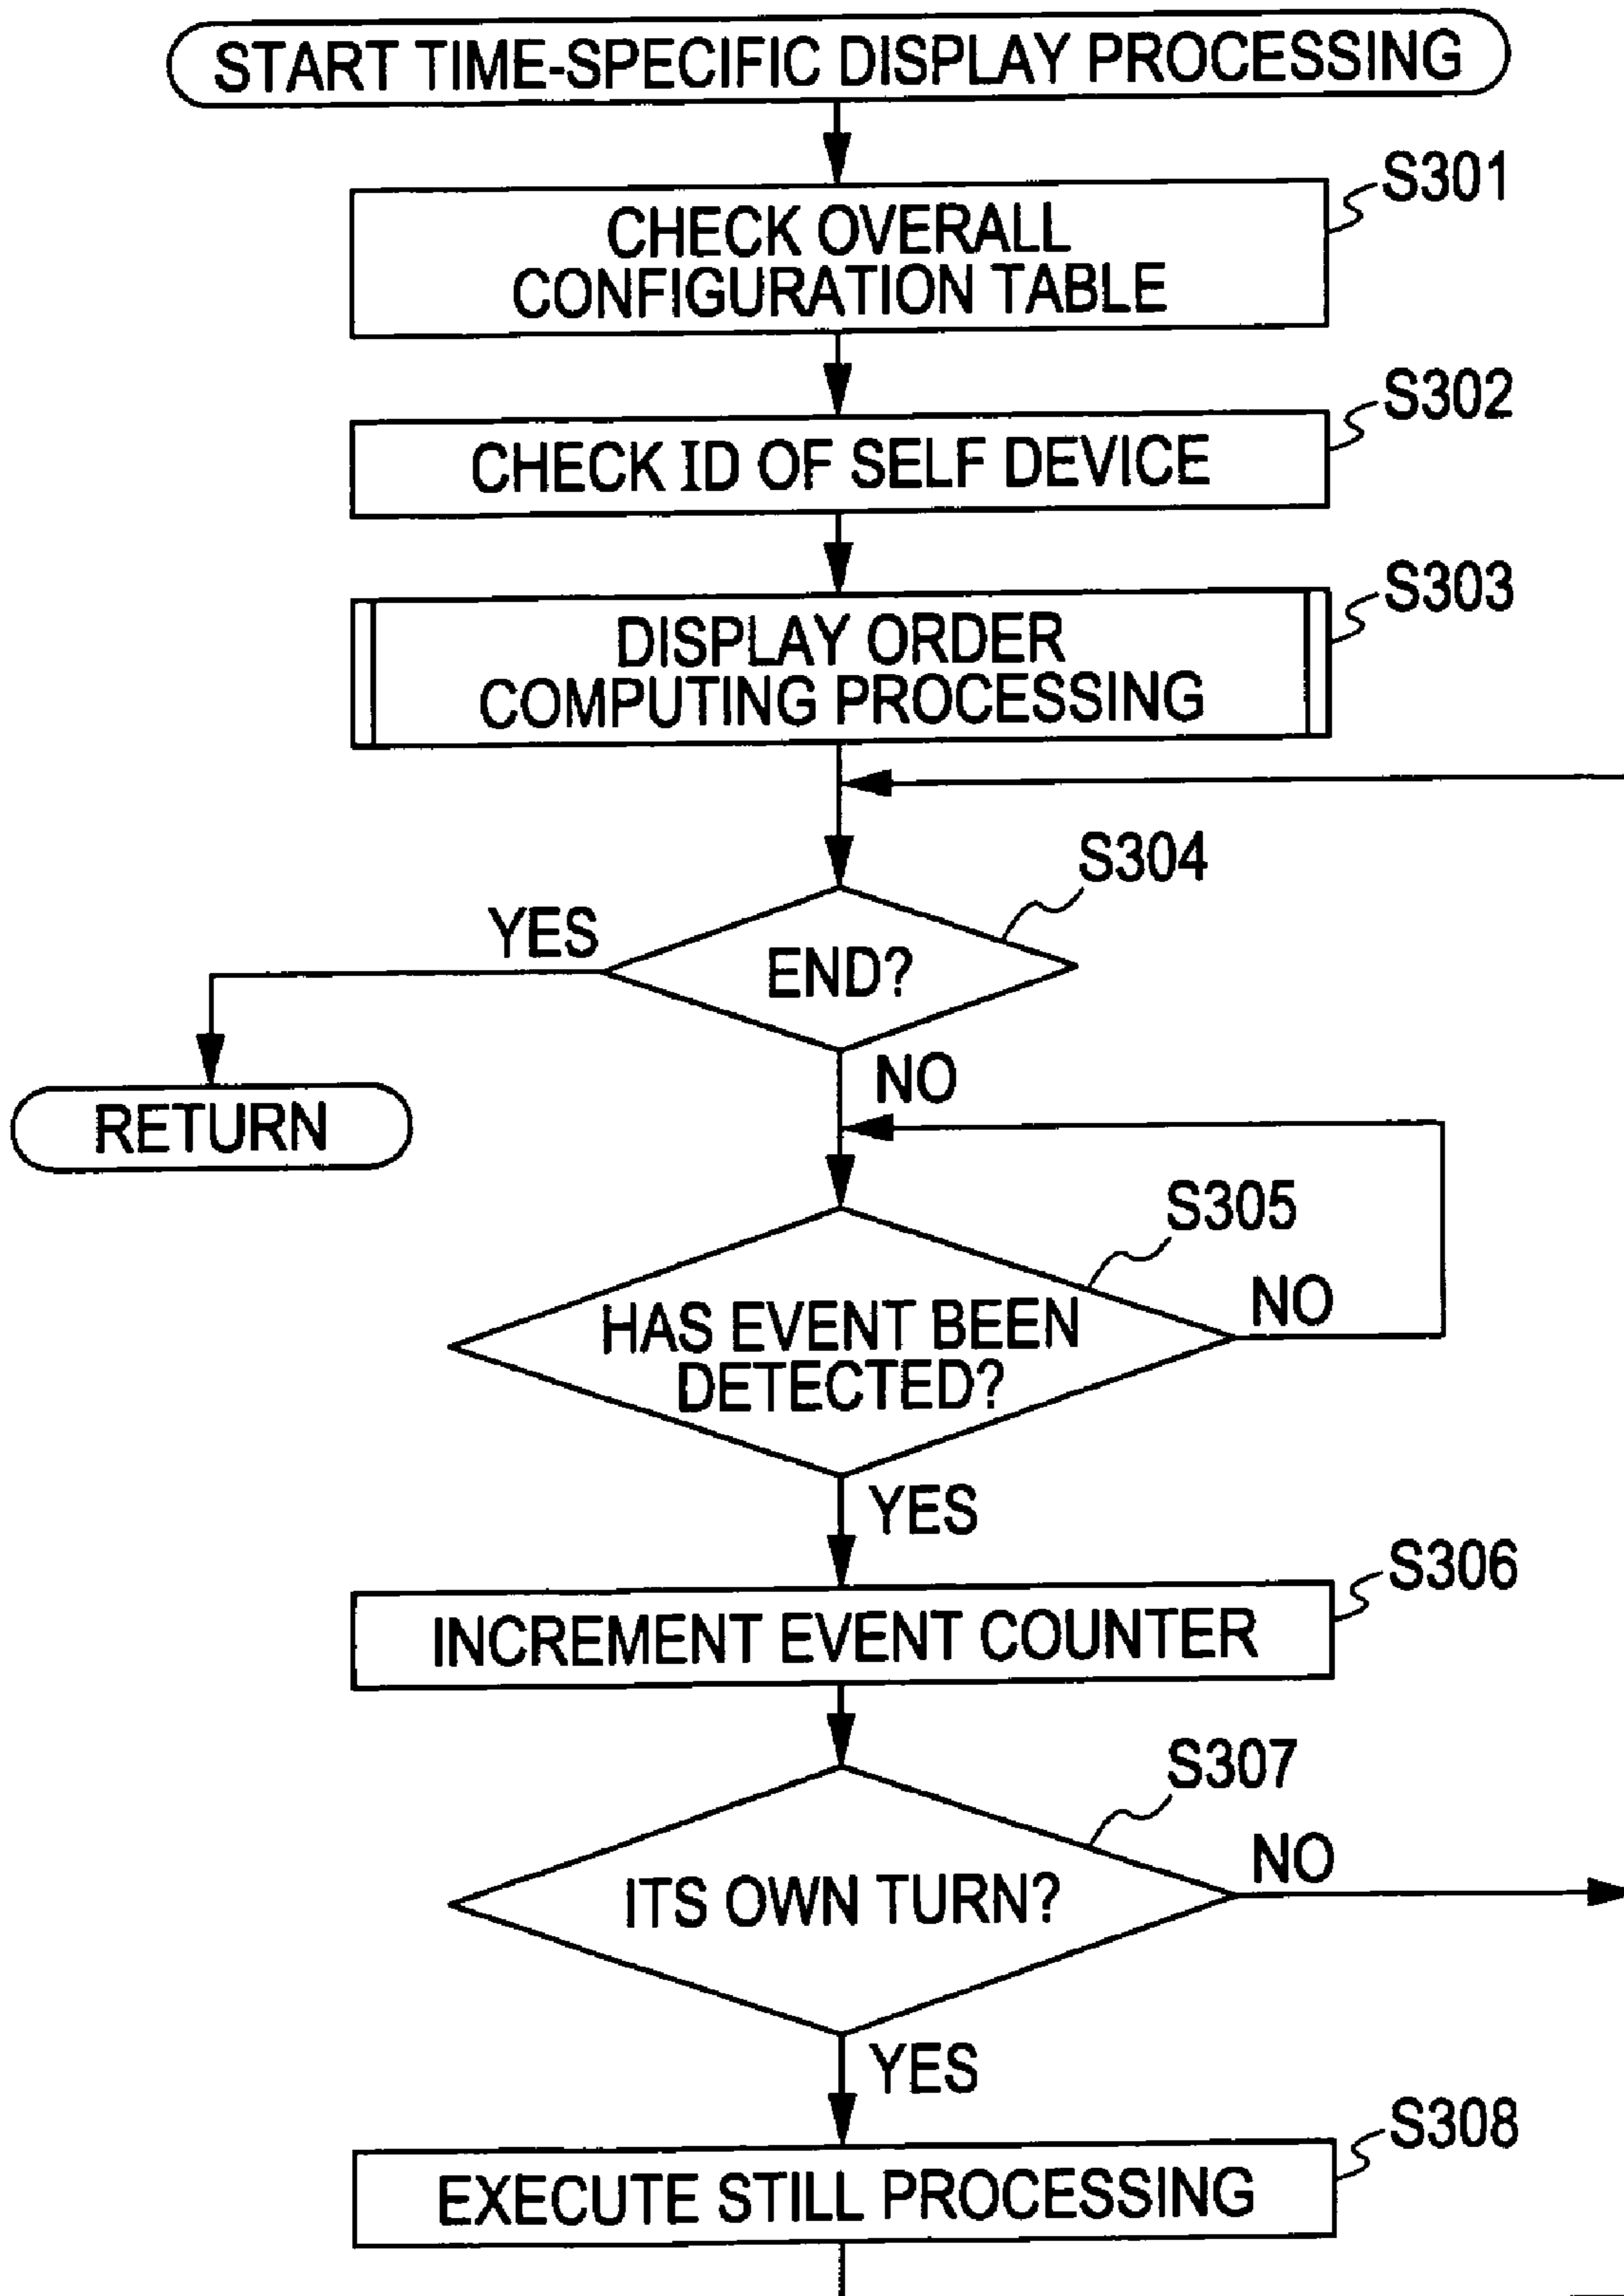 START TIME-SPECIFIC DISPLAY PROCESSING
S301
CHECK OVERALL
CONFIGURATION TABLE
S302
CHECK ID OF SELF DEVICE
S303
DISPLAY ORDER
COMPUTING PROCESSING
S304
YES
END?
NO
RETURN
S305
HAS EVENT BEEN
DETECTED?
NO
YES
S306
INCREMENT EVENT COUNTER
S307
NO
ITS OWN TURN?
YES
S308
EXECUTE STILL PROCESSING